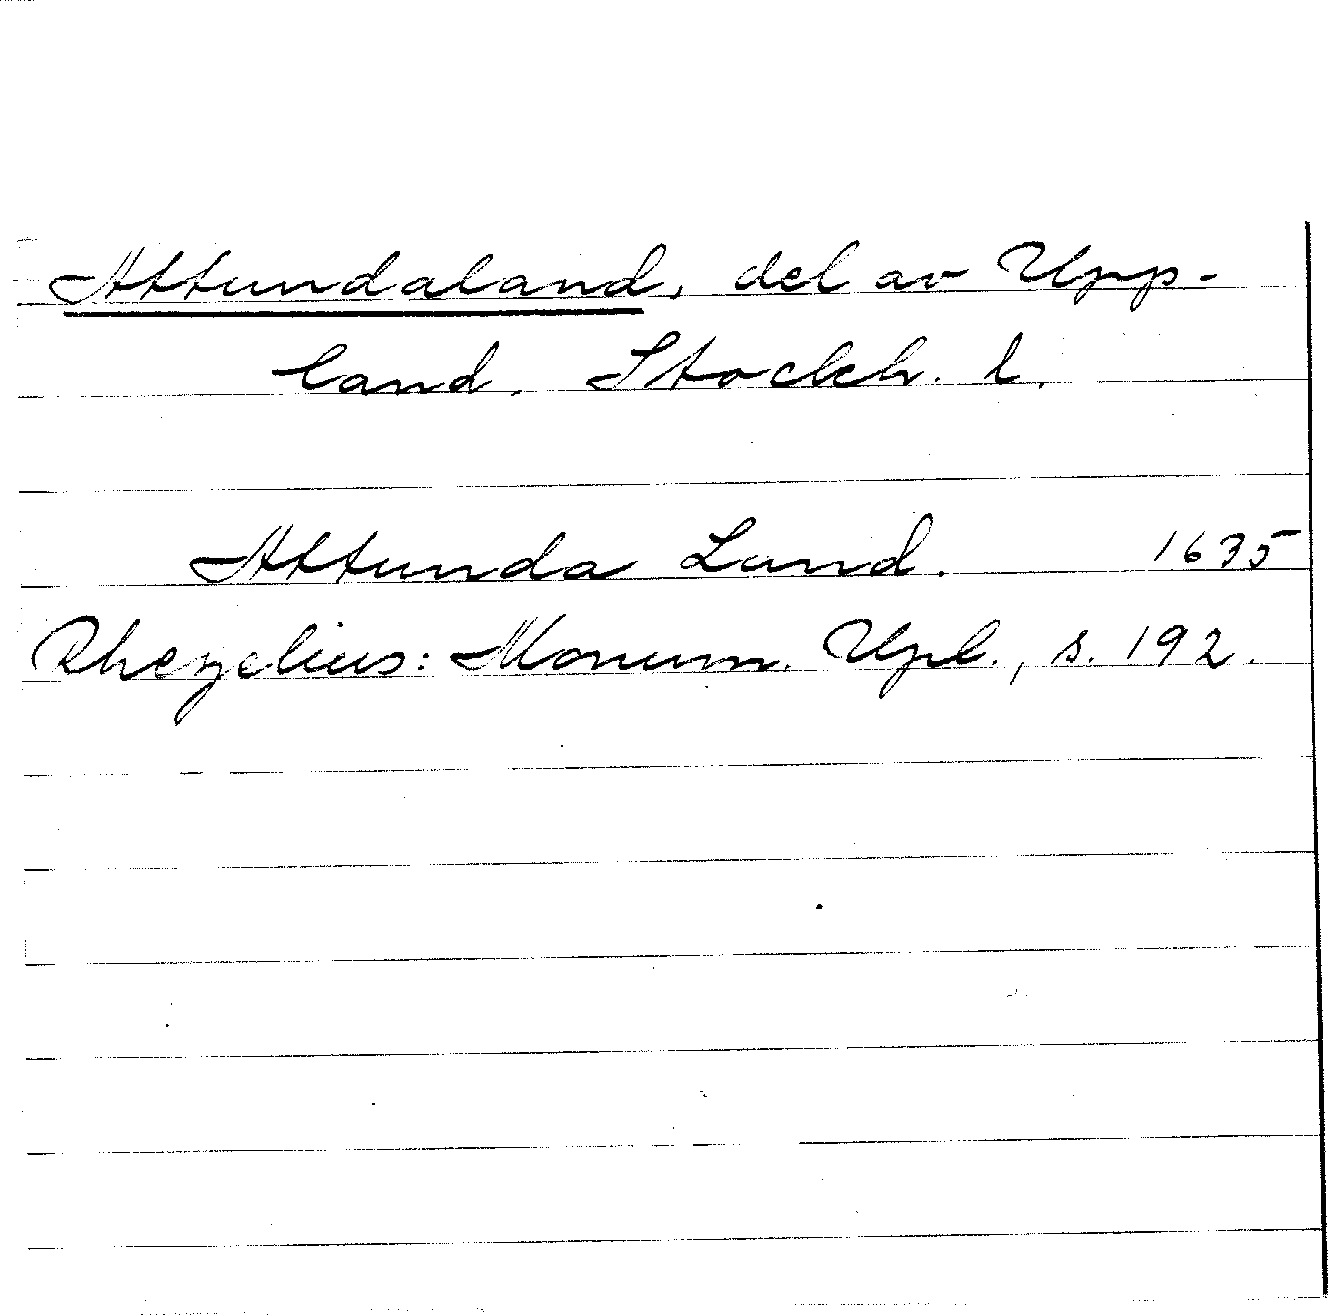 Attundaland, del av Upp-
land. Stockh. l.
Attunda Land. 1635
Rhezelius: Monum. Upl., s. 192.